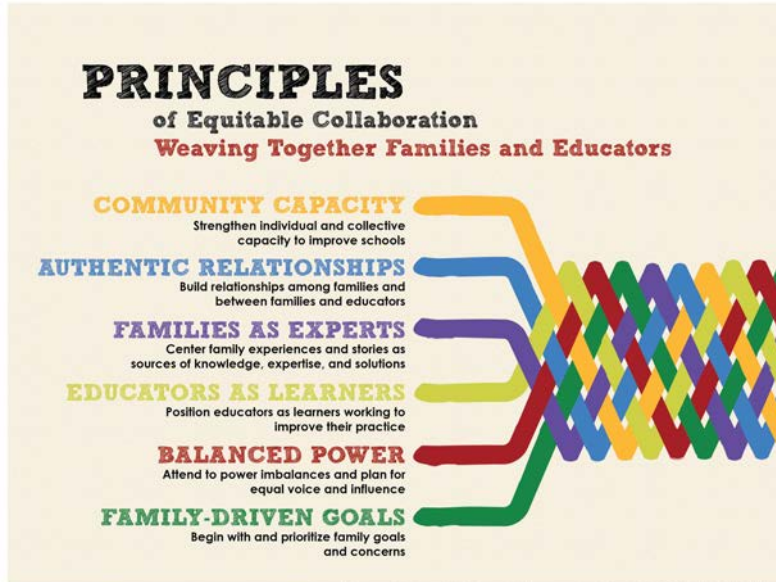 PRINCIPLES
of Equitable Collaboration
Weaving Together Families and Educators
COMMUNITY CAPACITY
Strengthen individual and collective
capacity to improve schools
AUTHENTIC RELATIONSHIPS
Build relationships among families and
between families and educators
FAMILIES AS EXPERTS
Center family experiences and stories as
sources of knowledge, expertise, and solutions
EDUCATORS AS LEARNERS
Position educators as learners working to
improve their practice
BALANCED POWER
Attend to power imbalances and plan for
equal voice and influence
FAMILY-DRIVEN GOALS
Begin with and prioritize family goals
and concerns